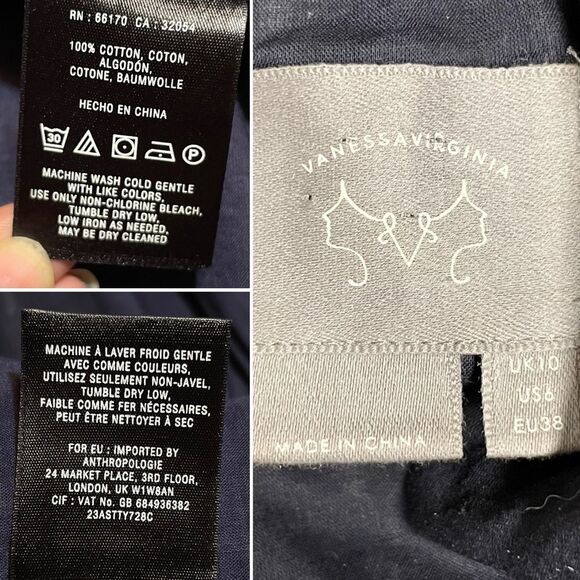 RN : 66170 CA : 32054
100% COTTON, COTON,
ALGODÓN,
COTONE, BAUMWOLLE
HECHO EN CHINA
30 P
MACHINE WASH COLD GENTLE
WITH LIKE COLORS,
USE ONLY NON-CHLORINE BLEACH,
TUMBLE DRY LOW,
LOW IRON AS NEEDED,
MAY BE DRY CLEANED
MACHINE À LAVER FROID GENTLE
AVEC COMME COULEURS,
UTILISEZ SEULEMENT NON-JAVEL,
TUMBLE DRY LOW,
FAIBLE COMME FER NÉCESSAIRES,
PEUT ÊTRE NETTOYER À SEC
FOR EU : IMPORTED BY
ANTHROPOLOGIE
24 MARKET PLACE, 3RD FLOOR,
LONDON, UK W1W8AN
CIF : VAT No. GB 684936382
23ASTTY728C
VANESSAVIRGINIA
UK10
US6
EU38
MADE IN CHINA